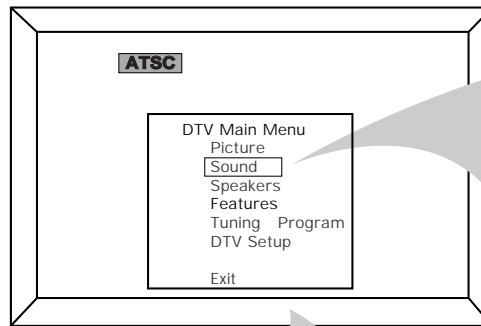 ATSC
DTV Main Menu
Picture
Sound
Speakers
Features
Tuning Program
DTV Setup
Exit